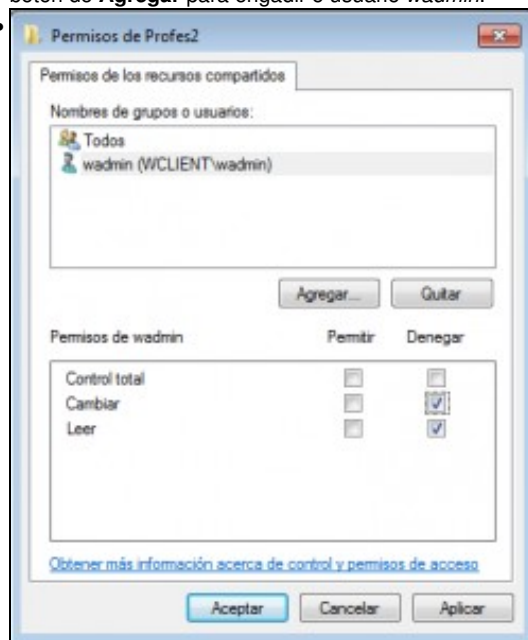 botón de Agregar para engadir o usuario wadmin.
Permisos de Profes2
Permisos de los recursos compartidos
Nombres de grupos o usuarios:
Todos
wadmin (WCLIENT\wadmin)
Agregar... Quitar
Permisos de wadmin Permitir Denegar
Control total
Cambiar
Leer
Obtener más información acerca de control y permisos de acceso
Aceptar Cancelar Aplicar